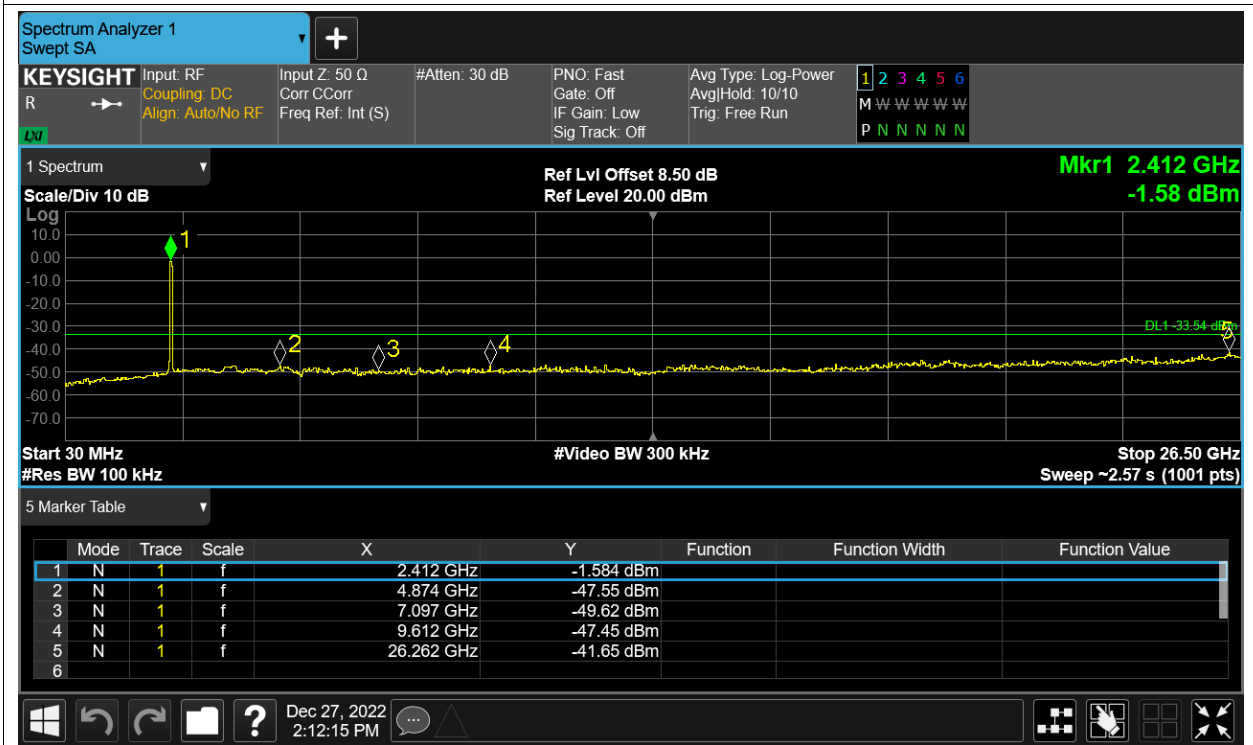 Spectrum Analyzer 1
Swept SA
KEYSIGHT Input: RF Input Z: 50 Ω #Atten: 30 dB PNO: Fast Avg Type: Log-Power 1 2 3 4 5 6
R Coupling: DC Corr CCorr Gate: Off Avg|Hold: 10/10 M W W W W W W
Align: Auto/No RF Freq Ref: Int (S) IF Gain: Low Trig: Free Run
LXI Sig Track: Off P N N N N N N
1 Spectrum Ref Lvl Offset 8.50 dB Mkr1 2.412 GHz
Scale/Div 10 dB Ref Level 20.00 dBm -1.58 dBm
Log
10.0 1
0.00
-10.0
-20.0
-30.0 DL1 -33.54 dBm
-40.0 2 3 4 5
-50.0
-60.0
-70.0
Start 30 MHz #Video BW 300 kHz Stop 26.50 GHz
#Res BW 100 kHz Sweep ~2.57 s (1001 pts)
5 Marker Table
Mode Trace Scale X Y Function Function Width Function Value
1 N 1 f 2.412 GHz -1.584 dBm
2 N 1 f 4.874 GHz -47.55 dBm
3 N 1 f 7.097 GHz -49.62 dBm
4 N 1 f 9.612 GHz -47.45 dBm
5 N 1 f 26.262 GHz -41.65 dBm
6
? Dec 27, 2022
2:12:15 PM